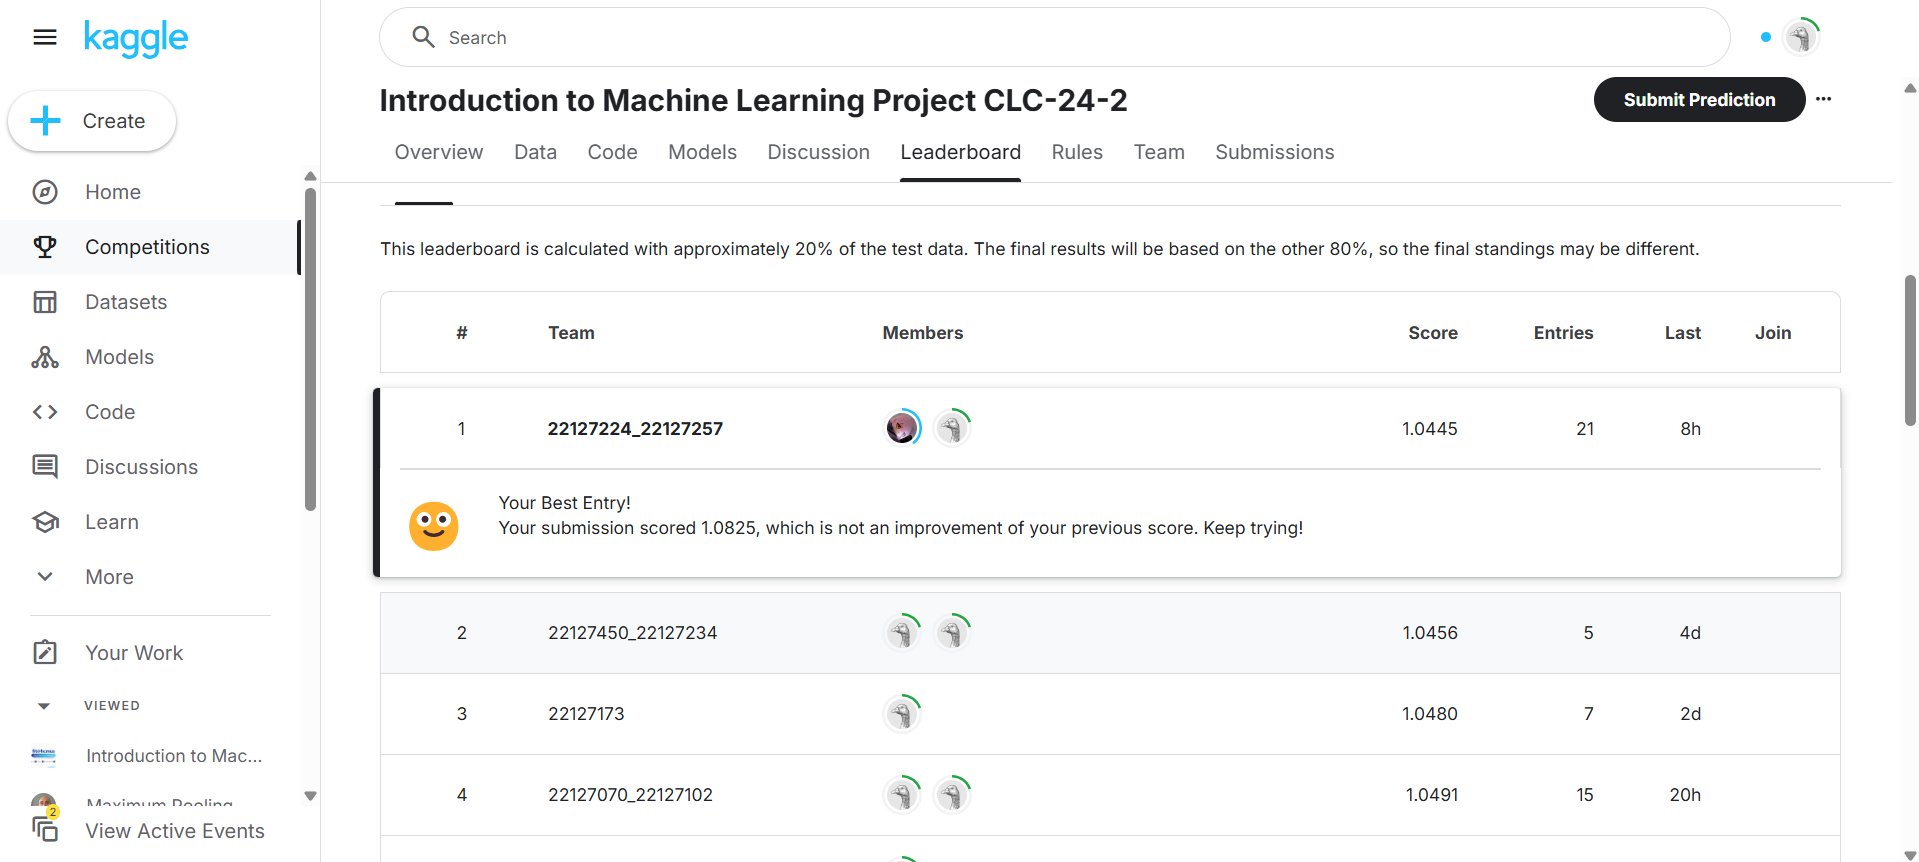 kaggle
Search
Create
Introduction to Machine Learning Project CLC-24-2
Submit Prediction
Overview Data Code Models Discussion Leaderboard Rules Team Submissions
Home
Competitions
Datasets
Models
Code
Discussions
Learn
More
Your Work
VIEWED
Introduction to Mac...
Maximum Pooling
2
View Active Events
This leaderboard is calculated with approximately 20% of the test data. The final results will be based on the other 80%, so the final standings may be different.
# Team Members Score Entries Last Join
1 22127224_22127257 1.0445 21 8h
Your Best Entry!
Your submission scored 1.0825, which is not an improvement of your previous score. Keep trying!
2 22127450_22127234 1.0456 5 4d
3 22127173 1.0480 7 2d
4 22127070_22127102 1.0491 15 20h